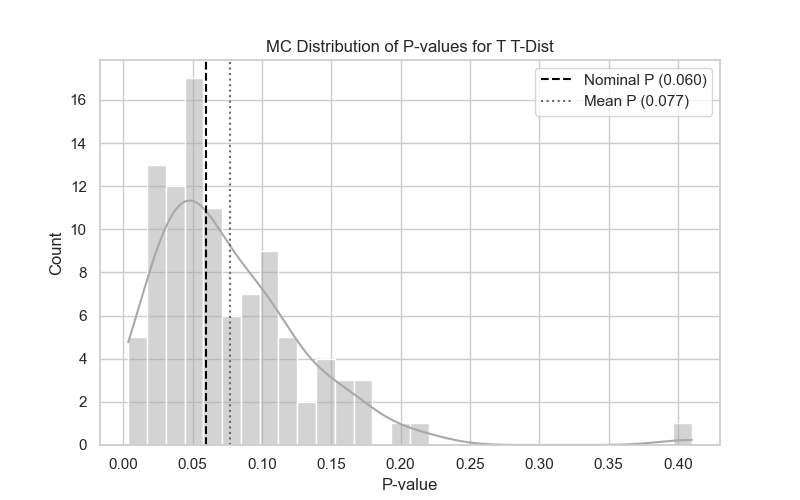 MC Distribution of P-values for T T-Dist
Nominal P (0.060)
Mean P (0.077)
Count
16
14
12
10
8
6
4
2
0
0.00 0.05 0.10 0.15 0.20 0.25 0.30 0.35 0.40
P-value